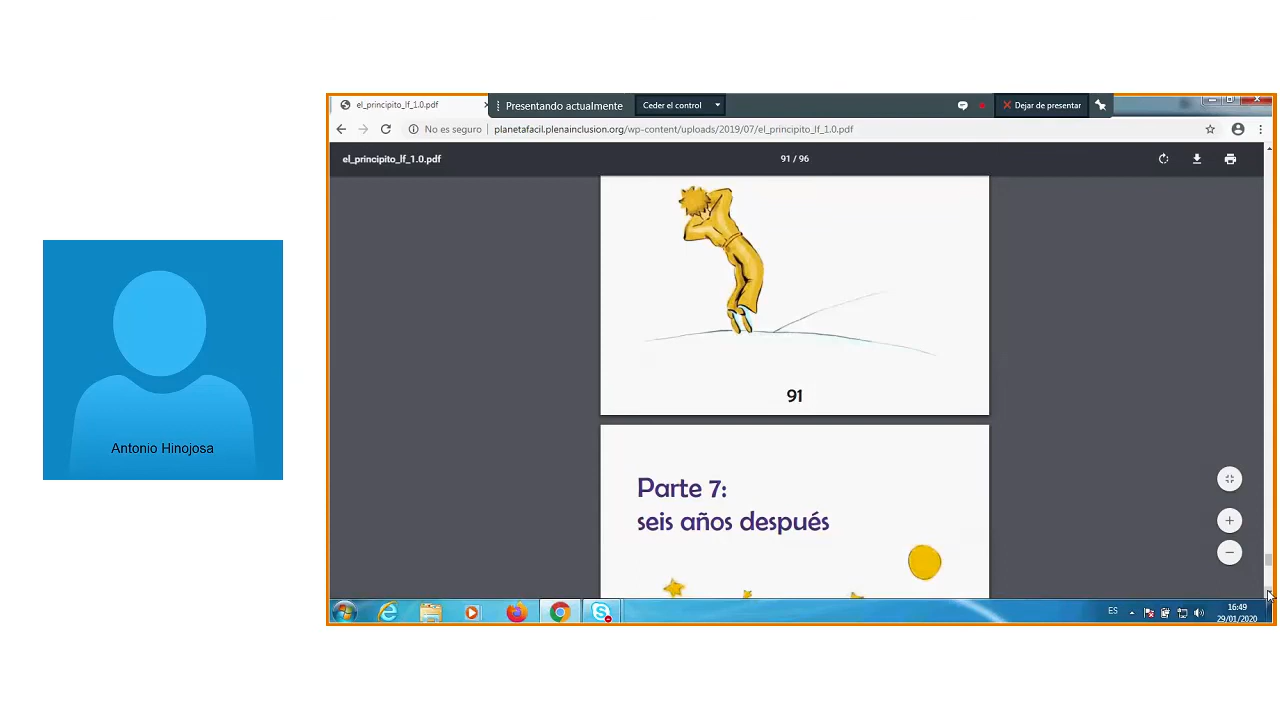 el_principito_lf_1.0.pdf
Presentando actualmente
Ceder el control
Dejar de presentar
No es seguro
planetafacil.plenainclusion.org/wp-content/uploads/2019/07/el_principito_lf_1.0.pdf
el_principito_lf_1.0.pdf
91 / 96
91
Antonio Hinojosa
Parte 7:
seis años después
ES
16:49
29/01/2020